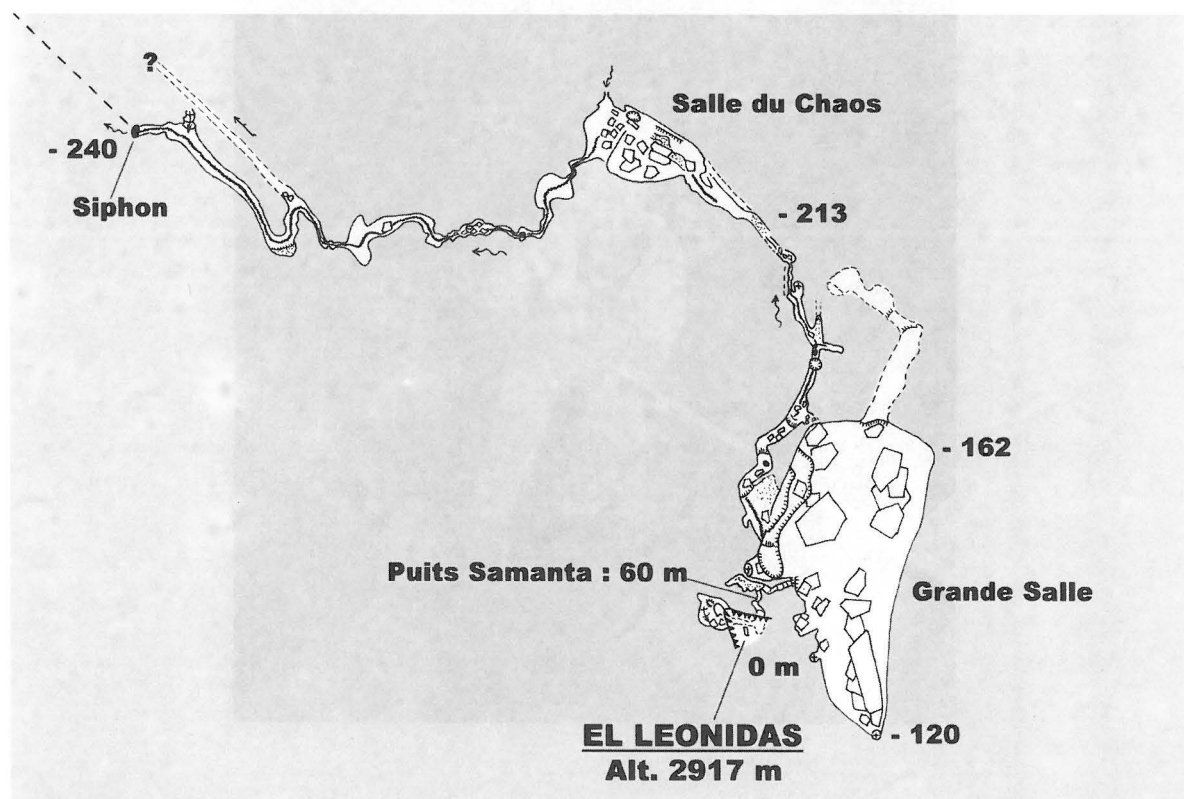 ?
Salle du Chaos
- 240
Siphon
- 213
- 162
Puits Samanta : 60 m
Grande Salle
0 m
EL LEONIDAS
Alt. 2917 m
- 120